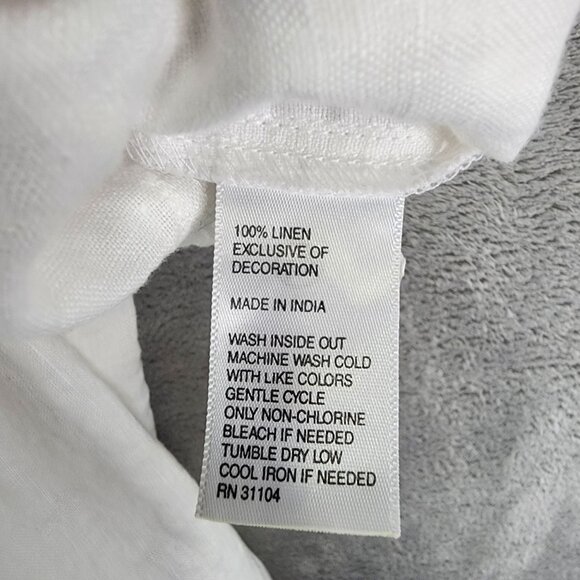 100% LINEN
EXCLUSIVE OF
DECORATION
MADE IN INDIA
WASH INSIDE OUT
MACHINE WASH COLD
WITH LIKE COLORS
GENTLE CYCLE
ONLY NON-CHLORINE
BLEACH IF NEEDED
TUMBLE DRY LOW
COOL IRON IF NEEDED
RN 31104